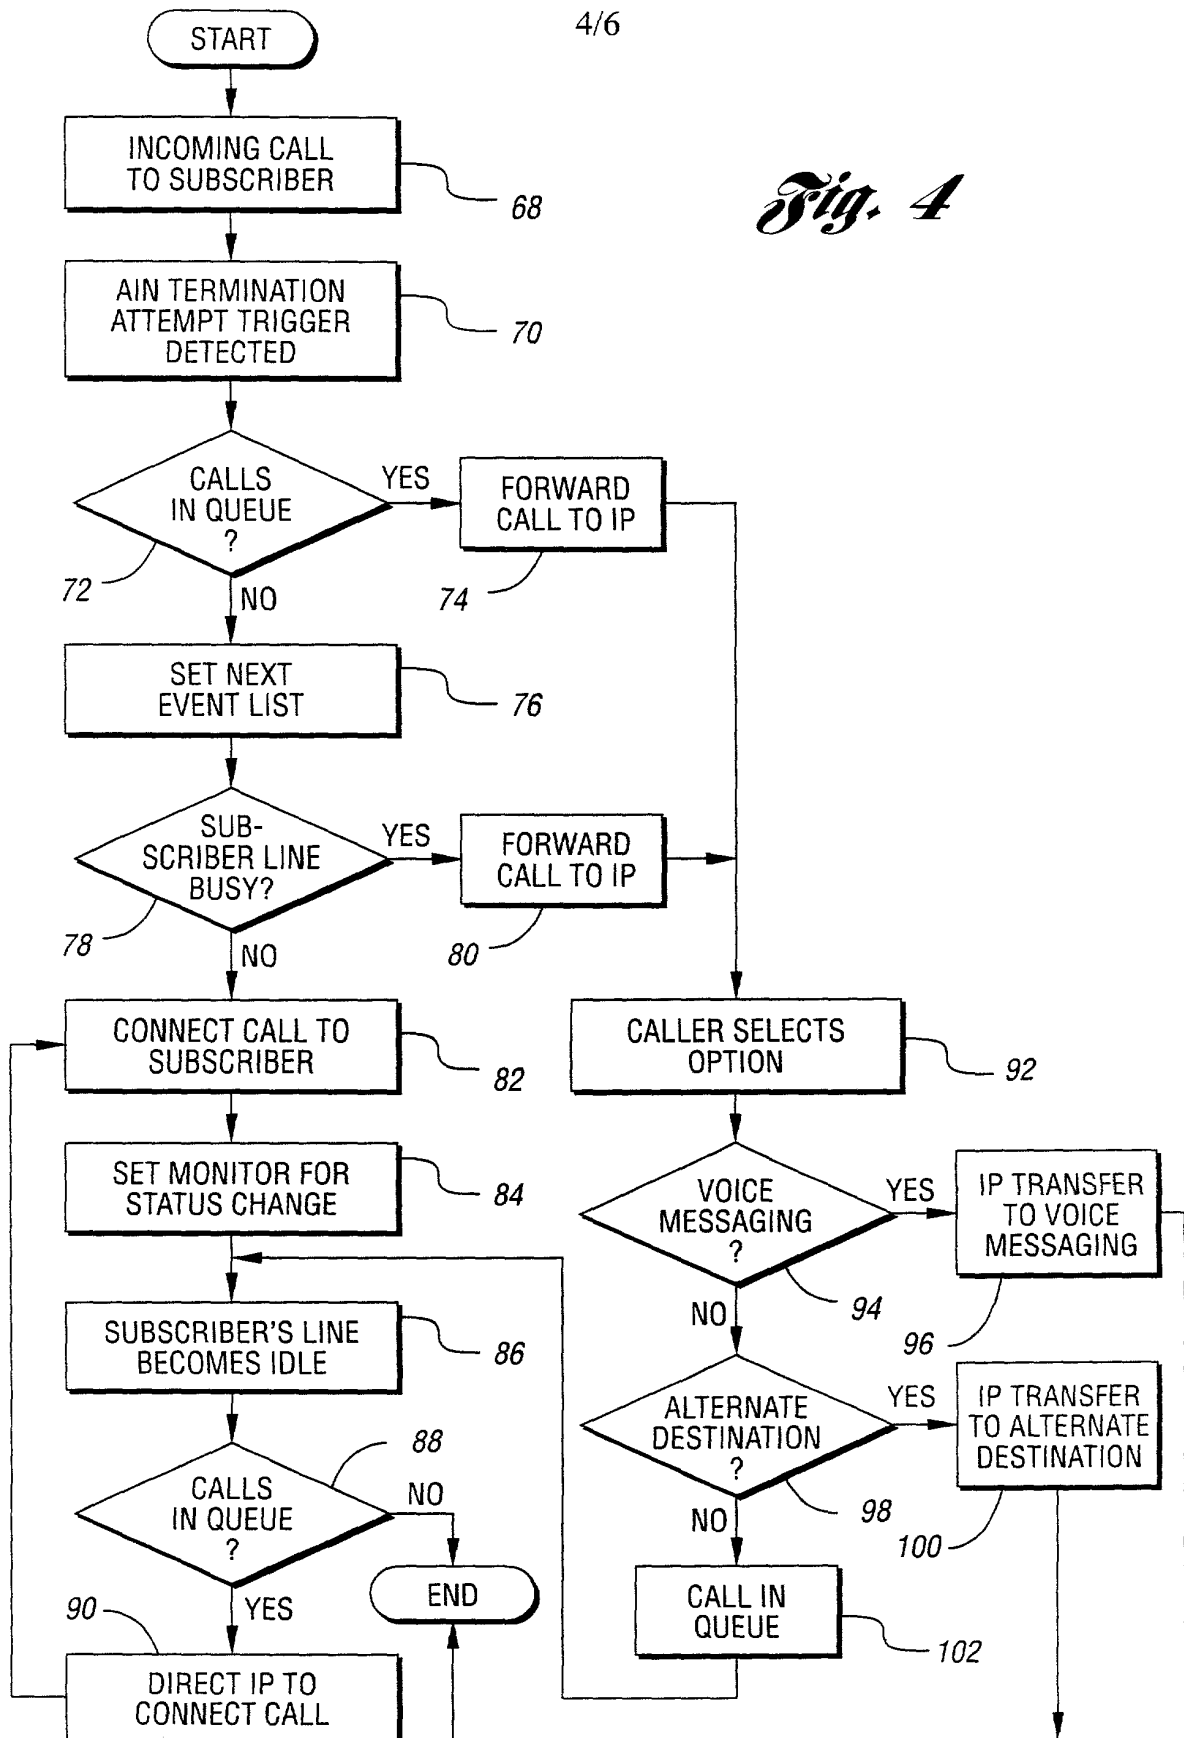 START
4/6
INCOMING CALL
TO SUBSCRIBER
68
Fig. 4
AIN TERMINATION
ATTEMPT TRIGGER
DETECTED
70
CALLS
IN QUEUE
?
72
YES
FORWARD
CALL TO IP
74
NO
SET NEXT
EVENT LIST
76
SUB-
SCRIBER LINE
BUSY?
78
YES
FORWARD
CALL TO IP
80
NO
CONNECT CALL TO
SUBSCRIBER
82
CALLER SELECTS
OPTION
92
SET MONITOR FOR
STATUS CHANGE
84
VOICE
MESSAGING
?
94
YES
IP TRANSFER
TO VOICE
MESSAGING
96
NO
SUBSCRIBER'S LINE
BECOMES IDLE
86
ALTERNATE
DESTINATION
?
98
YES
IP TRANSFER
TO ALTERNATE
DESTINATION
100
NO
CALLS
IN QUEUE
?
88
NO
END
YES
CALL IN
QUEUE
102
90
DIRECT IP TO
CONNECT CALL